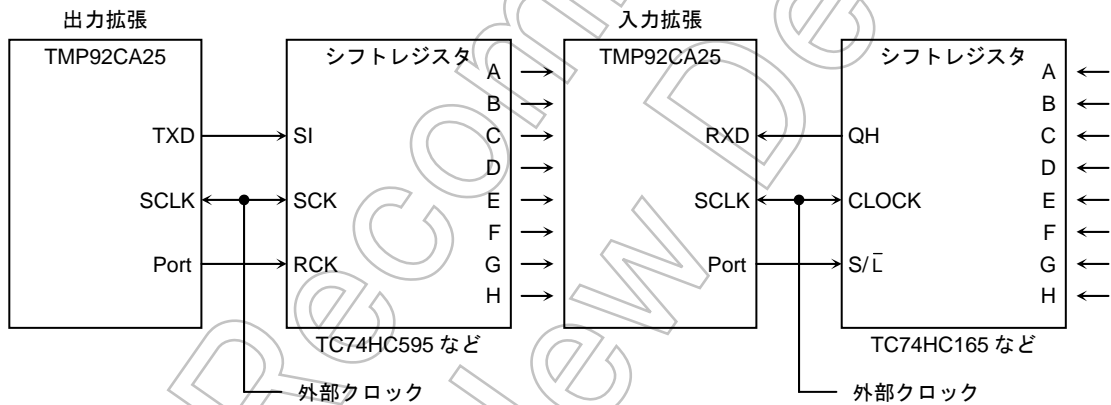 出力拡張
TMP92CA25
TXD
SCLK
Port
シフトレジスタ
SI
SCK
RCK
A
B
C
D
E
F
G
H
TC74HC595 など
外部クロック
入力拡張
TMP92CA25
RXD
SCLK
Port
シフトレジスタ
QH
CLOCK
S/L̅
A
B
C
D
E
F
G
H
TC74HC165 など
外部クロック